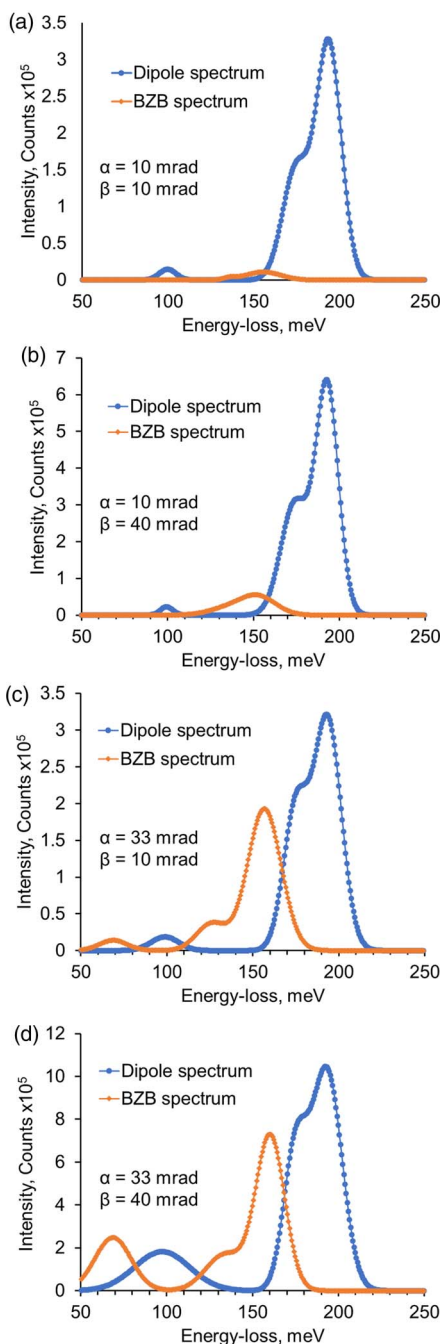 (a)
3.5
3
2.5
2
1.5
1
0.5
0
Intensity, Counts x10⁵
Dipole spectrum
BZB spectrum
α = 10 mrad
β = 10 mrad
50 100 150 200 250
Energy-loss, meV
(b)
7
6
5
4
3
2
1
0
Intensity, Counts x10⁵
Dipole spectrum
BZB spectrum
α = 10 mrad
β = 40 mrad
50 100 150 200 250
Energy-loss, meV
(c)
3.5
3
2.5
2
1.5
1
0.5
0
Intensity, Counts x10⁵
Dipole spectrum
BZB spectrum
α = 33 mrad
β = 10 mrad
50 100 150 200 250
Energy-loss, meV
(d)
12
10
8
6
4
2
0
Intensity, Counts x10⁵
Dipole spectrum
BZB spectrum
α = 33 mrad
β = 40 mrad
50 100 150 200 250
Energy-loss, meV